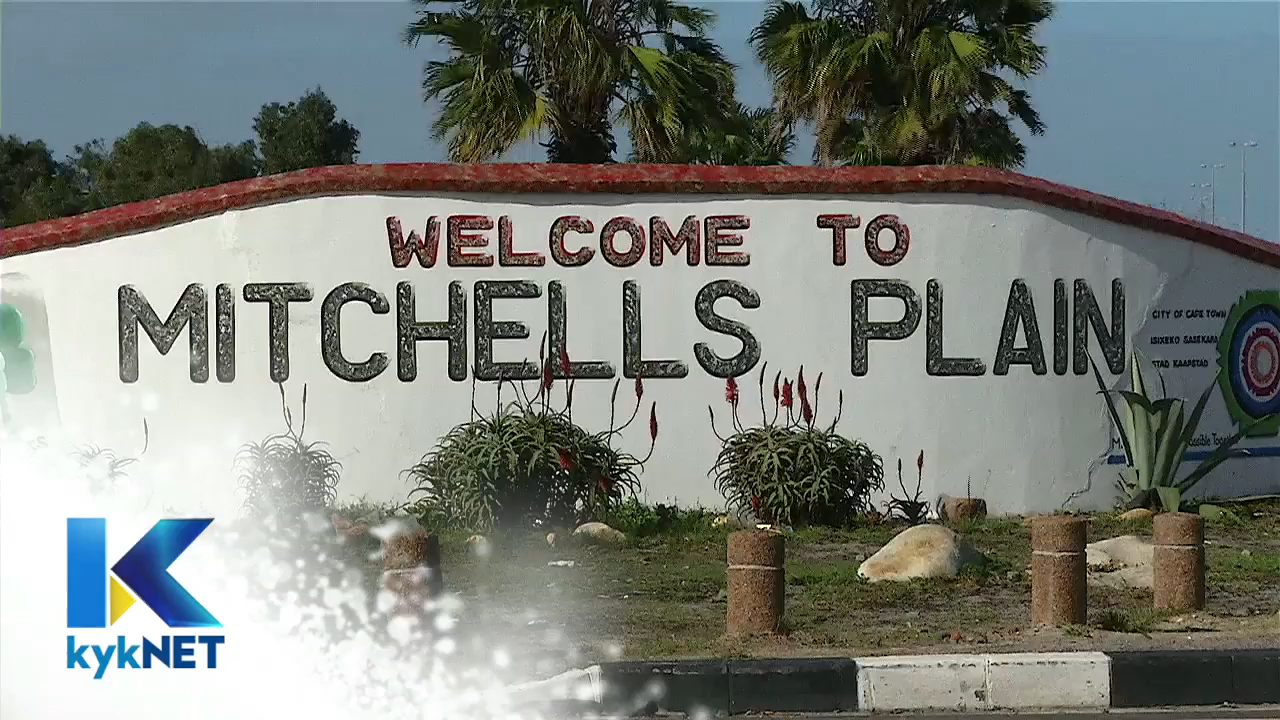 WELCOME TO
MITCHELLS PLAIN
CITY OF CAPE TOWN
ISIXEKO SASEKAPA
STAD KAAPSTAD
kykNET